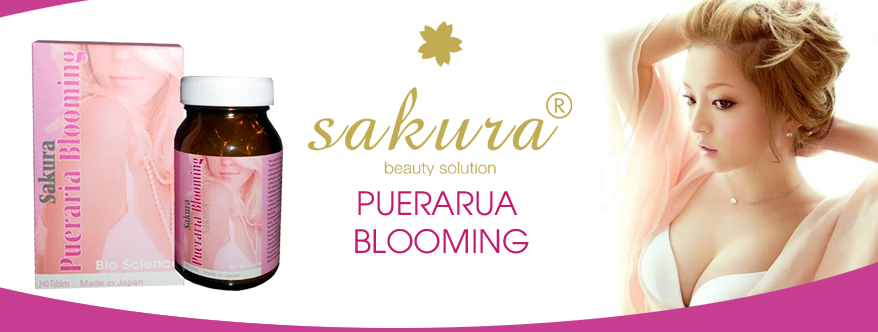 Sakura
Pueraria Blooming
Bio Science
240 Tablets
Made in Japan
Sakura
Pueraria Blooming
Made in Japan
sakura®
beauty solution
PUERARUA
BLOOMING